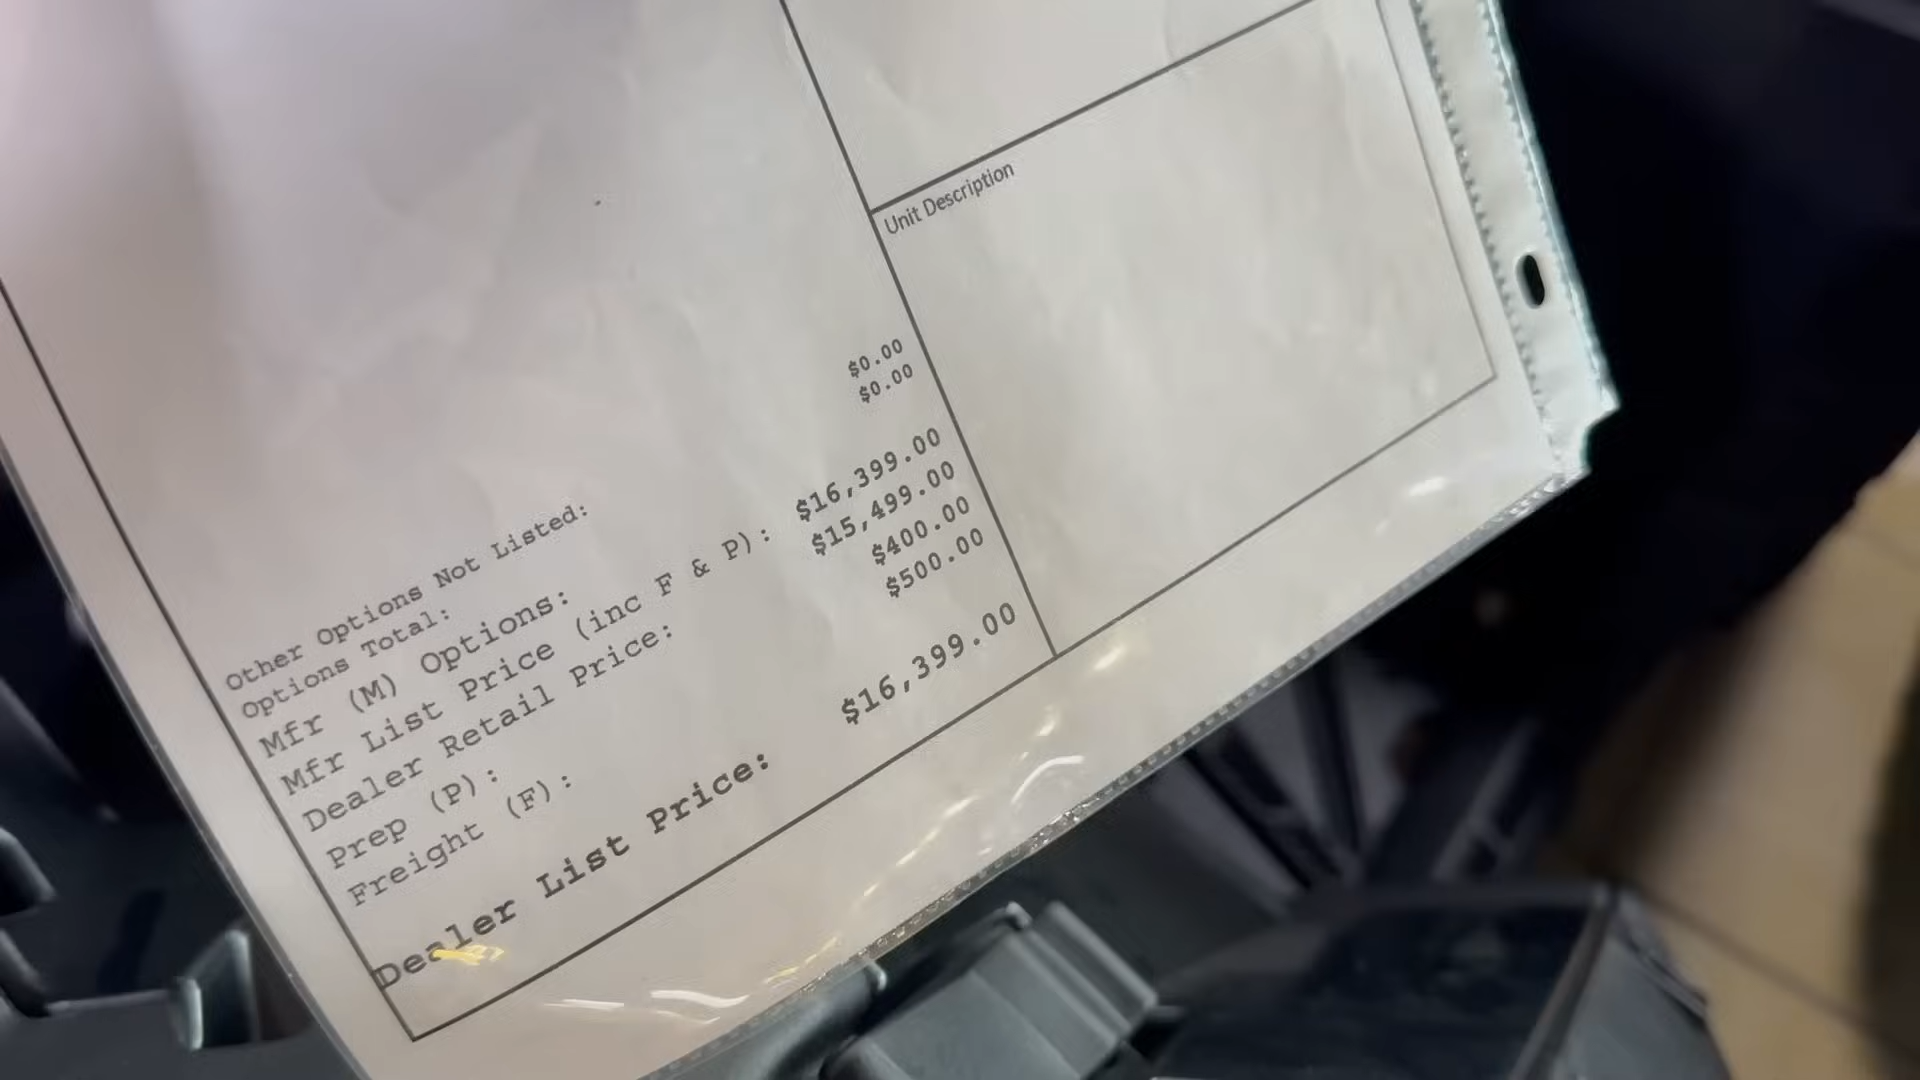 Unit Description
Other Options Not Listed: $0.00
Options Total: $0.00
Mfr (M) Options:
Mfr List Price (inc F & P): $16,399.00
Dealer Retail Price: $15,499.00
Prep (P): $400.00
Freight (F): $500.00
Dealer List Price: $16,399.00